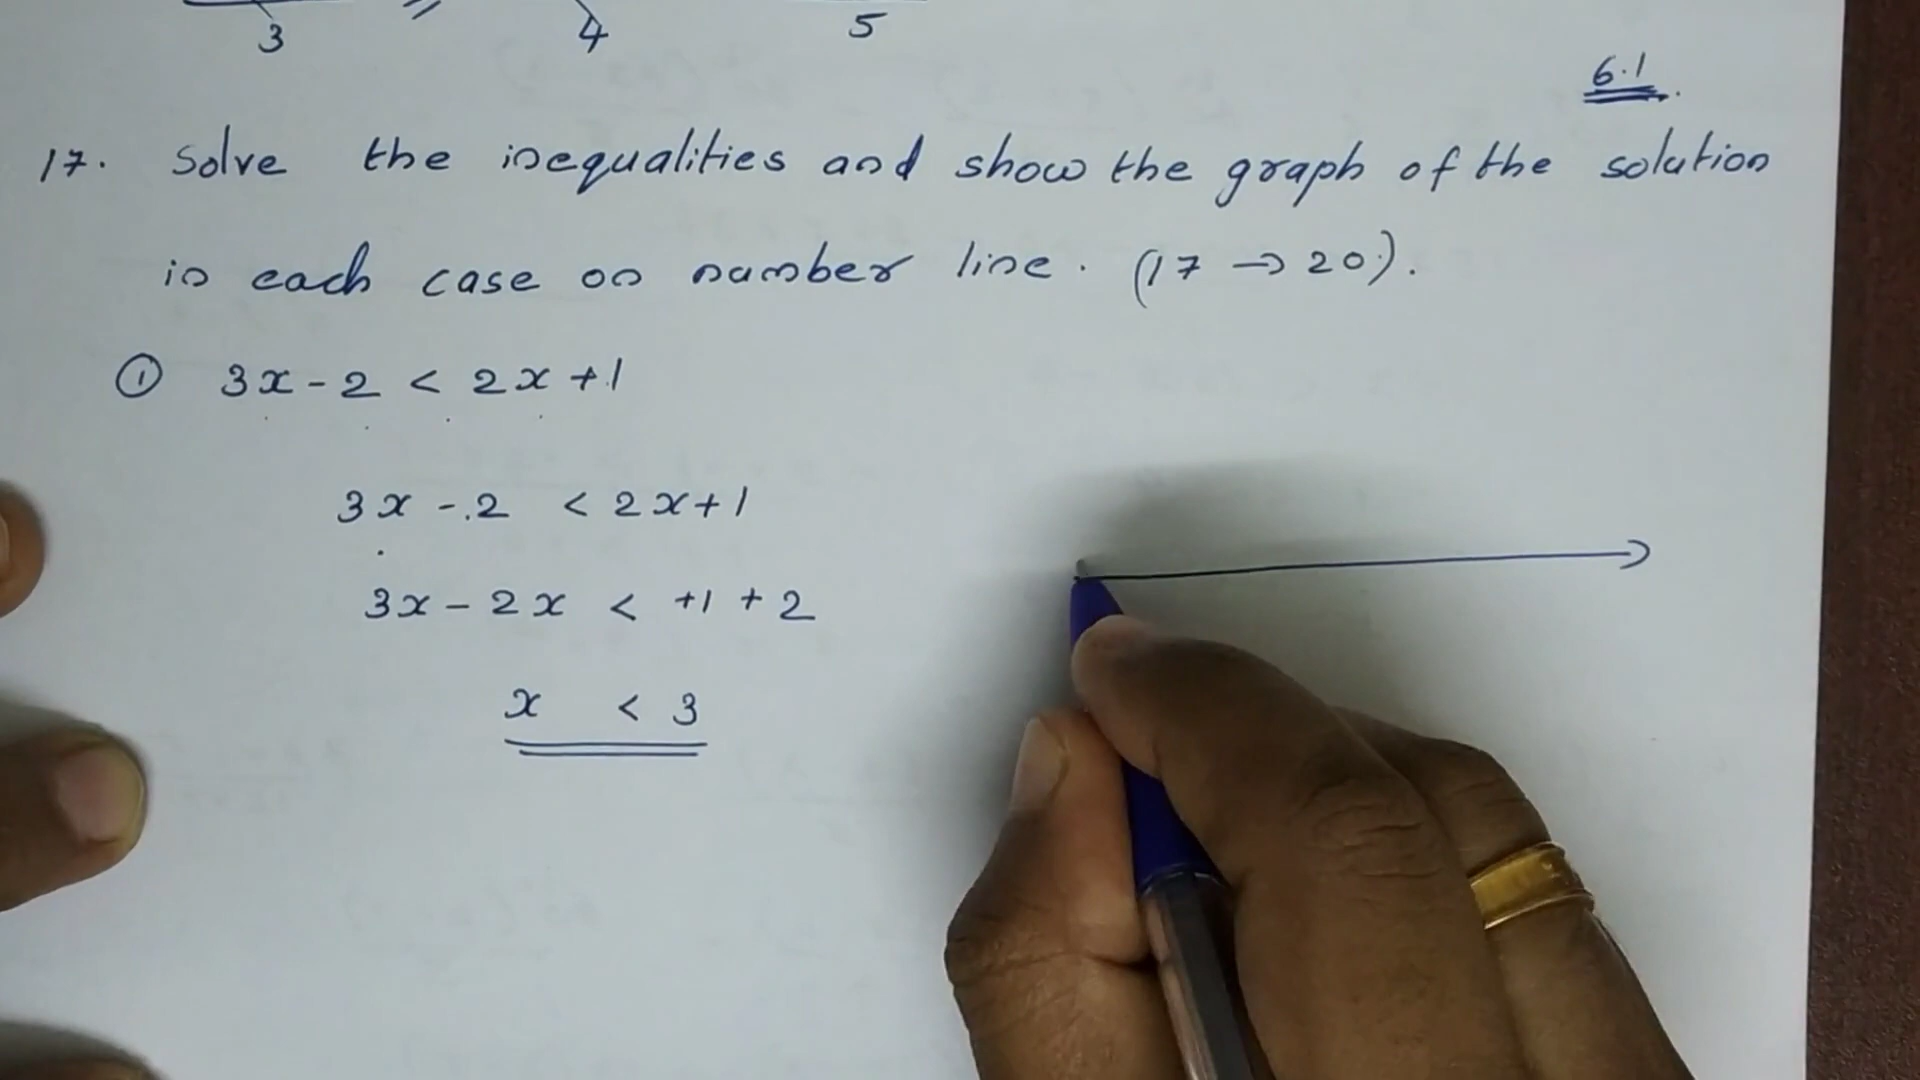 3 4 5
6.1
17. Solve the inequalities and show the graph of the solution
in each case on number line. (17 → 20).
① 3x - 2 < 2x + 1
3x - 2 < 2x + 1
3x - 2x < +1 + 2
x < 3